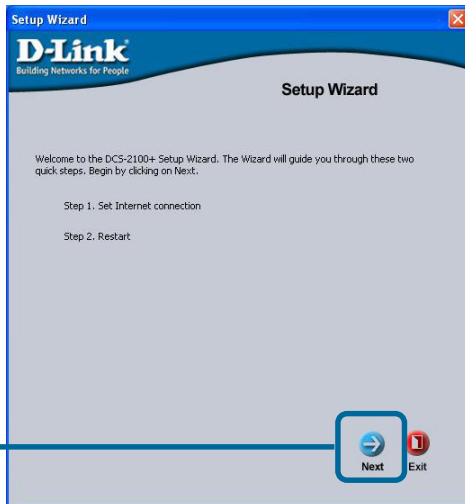 Setup Wizard
D-Link
Building Networks for People
Setup Wizard
Welcome to the DCS-2100+ Setup Wizard. The Wizard will guide you through these two
quick steps. Begin by clicking on Next.
Step 1. Set Internet connection
Step 2. Restart
Next
Exit